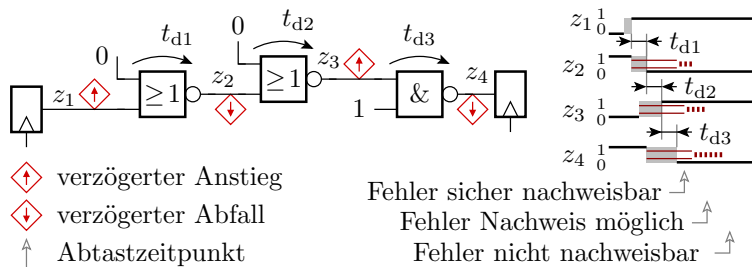 t_d1 t_d2 t_d3
0 0 z_3 z_4
z_1 ≥1 z_2 ≥1 & 1
z_1 1 0
t_d1
z_2 1 0
t_d2
z_3 1 0
t_d3
z_4 1 0
verzögerter Anstieg
verzögerter Abfall
Abtastzeitpunkt
Fehler sicher nachweisbar
Fehler Nachweis möglich
Fehler nicht nachweisbar